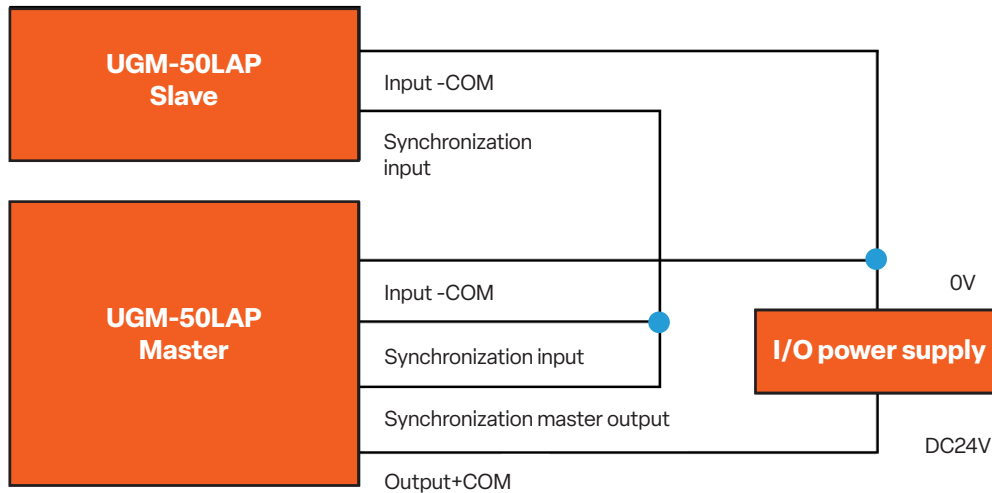 UGM-50LAP
Slave
Input -COM
Synchronization
input
UGM-50LAP
Master
Input -COM
Synchronization input
Synchronization master output
Output+COM
0V
I/O power supply
DC24V